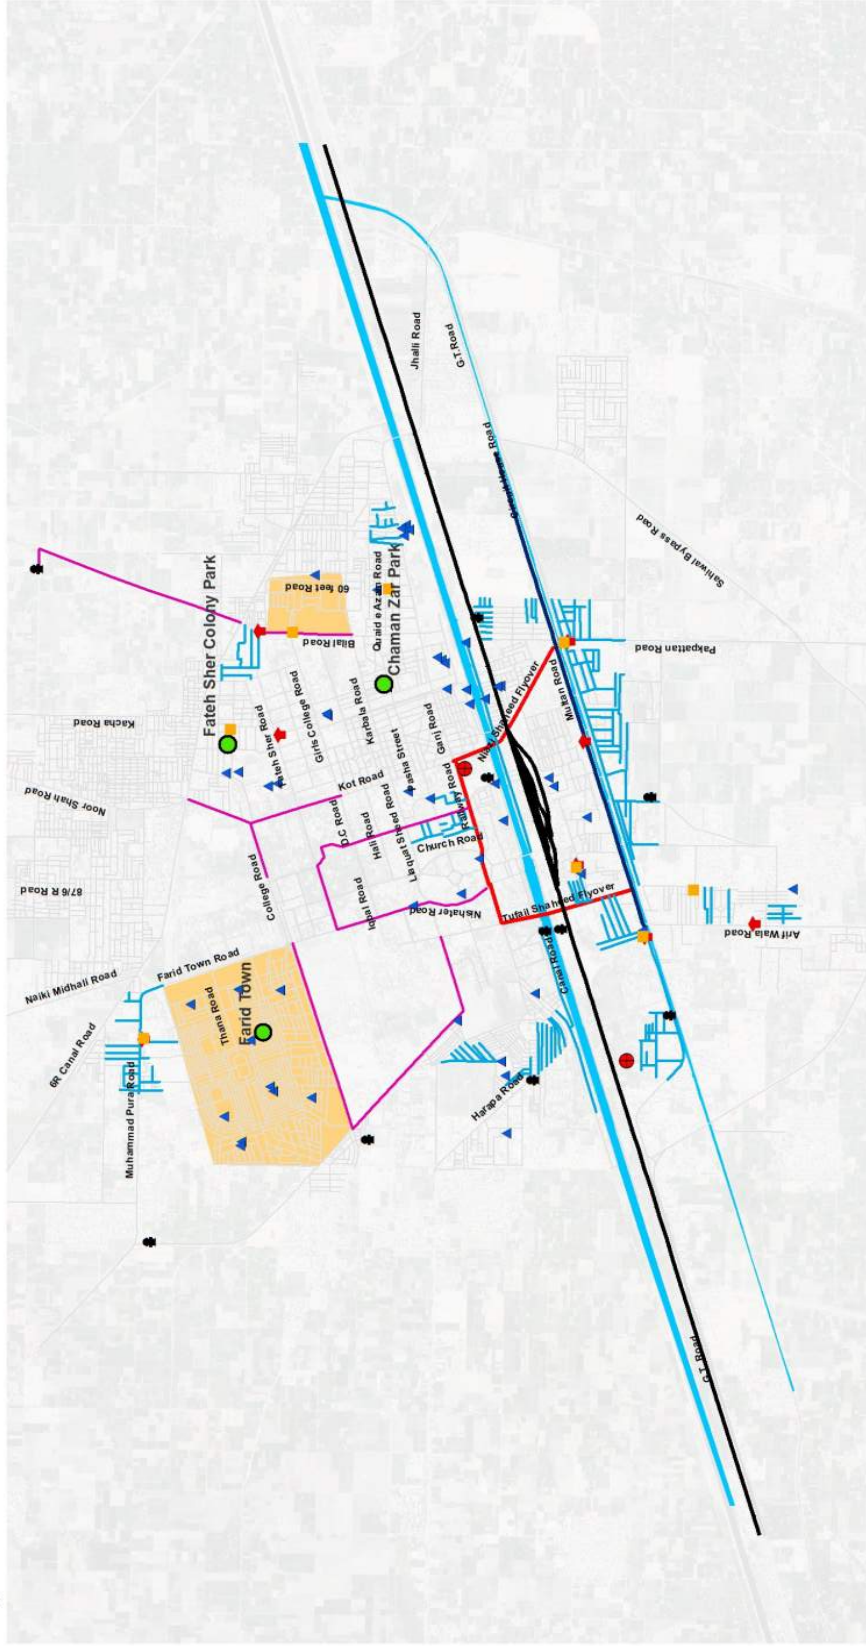 Jhalli Road
G.T.Road
Sahiwal Bypass Road
Fateh Sher Colony Park
60 feet Road
Quaid e Azam Road
Chaman Zar Park
Bilal Road
Pakpattan Road
Kacha Road
Girls College Road
Karbala Road
Ganj Road
Niazi Shaheed Flyover
Multan Road
Fateh Sher Road
Pasha Street
Noor Shah Road
Kot Road
D.C Road
Hali Road
Liaquat Sheed Road
Railway Road
Church Road
87/6 R Road
College Road
Iqbal Road
Nishater Road
Tufail Shaheed Flyover
Arif Wala Road
Naiki Midhali Road
Farid Town Road
Canal Road
Thana Road
Farid Town
6R Canal Road
Muhammad Pura Road
Harapa Road
G.T. Road